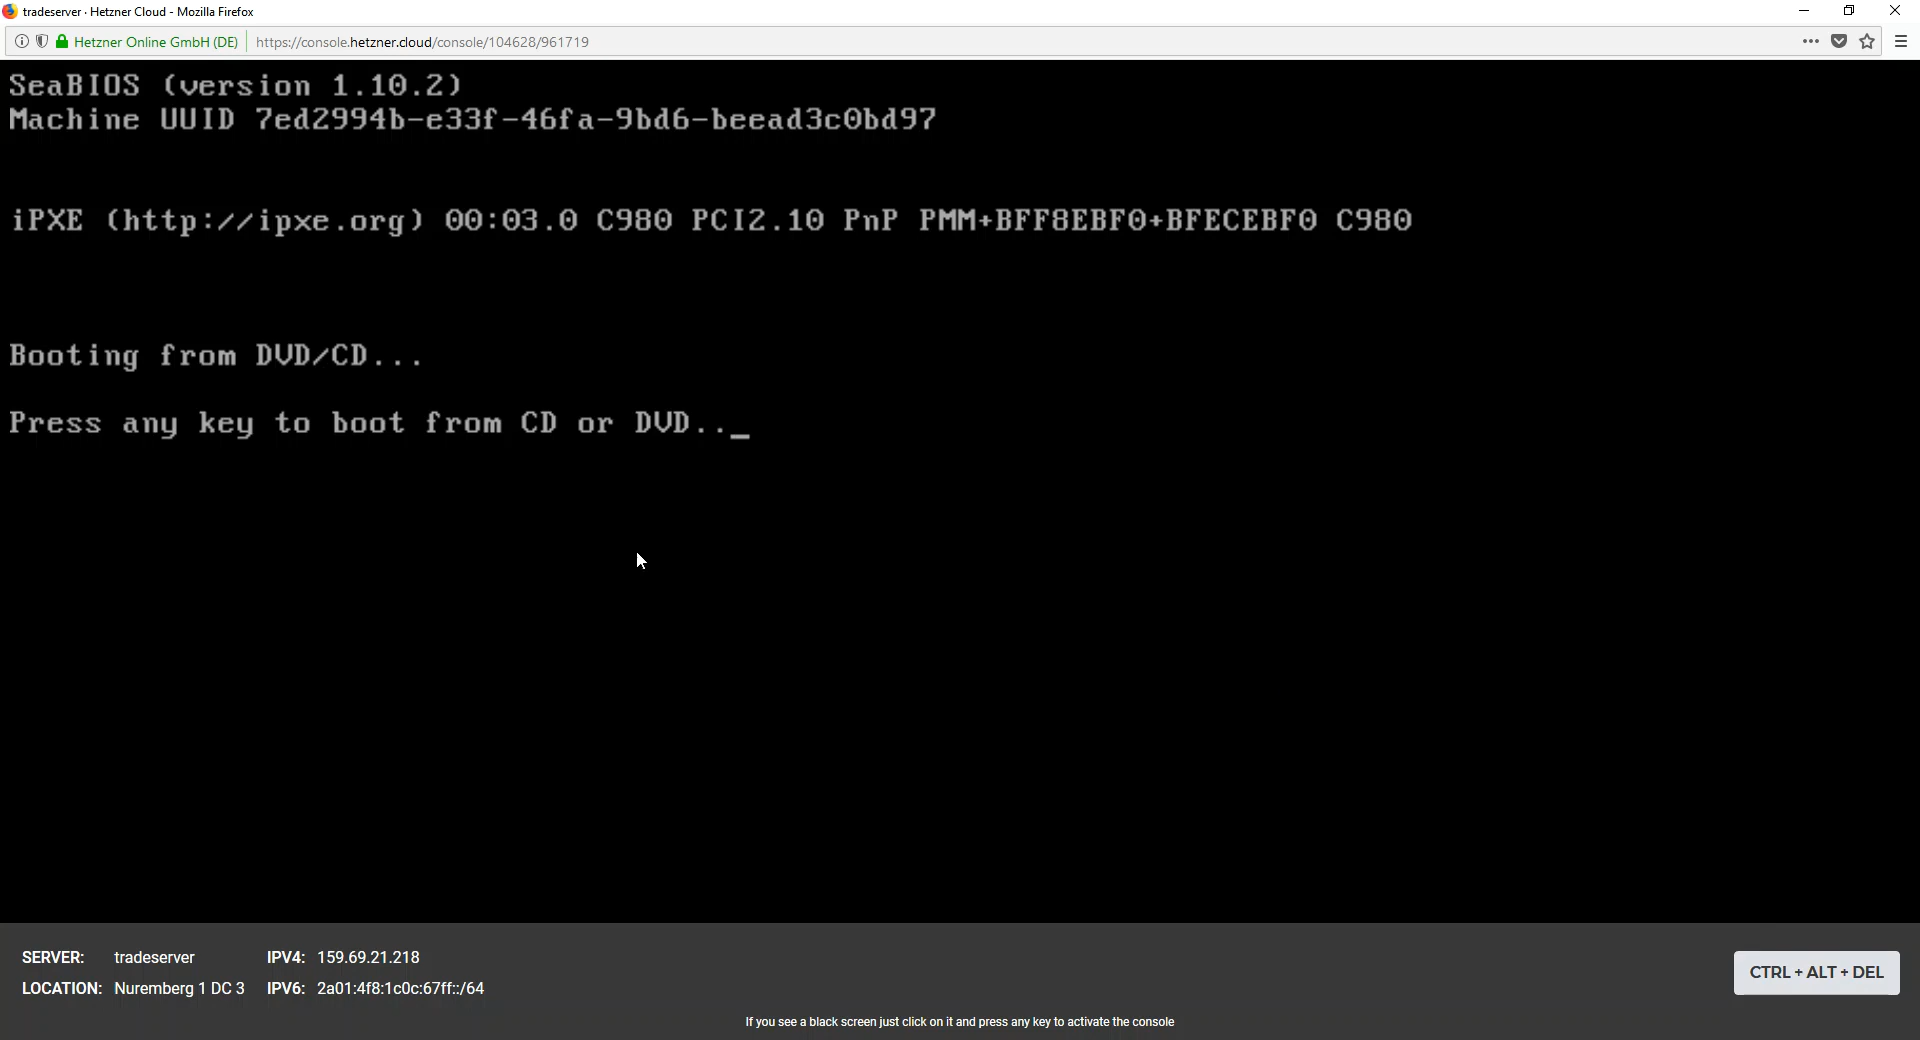 tradeserver · Hetzner Cloud - Mozilla Firefox
Hetzner Online GmbH (DE) https://console.hetzner.cloud/console/104628/961719
SeaBIOS (version 1.10.2)
Machine UUID 7ed2994b-e33f-46fa-9bd6-beead3c0bd97
iPXE (http://ipxe.org) 00:03.0 C980 PCI2.10 PnP PMM+BFF8EBF0+BFECEBF0 C980
Booting from DVD/CD...
Press any key to boot from CD or DVD.._
SERVER: tradeserver IPV4: 159.69.21.218
LOCATION: Nuremberg 1 DC 3 IPV6: 2a01:4f8:1c0c:67ff::/64
CTRL + ALT + DEL
If you see a black screen just click on it and press any key to activate the console